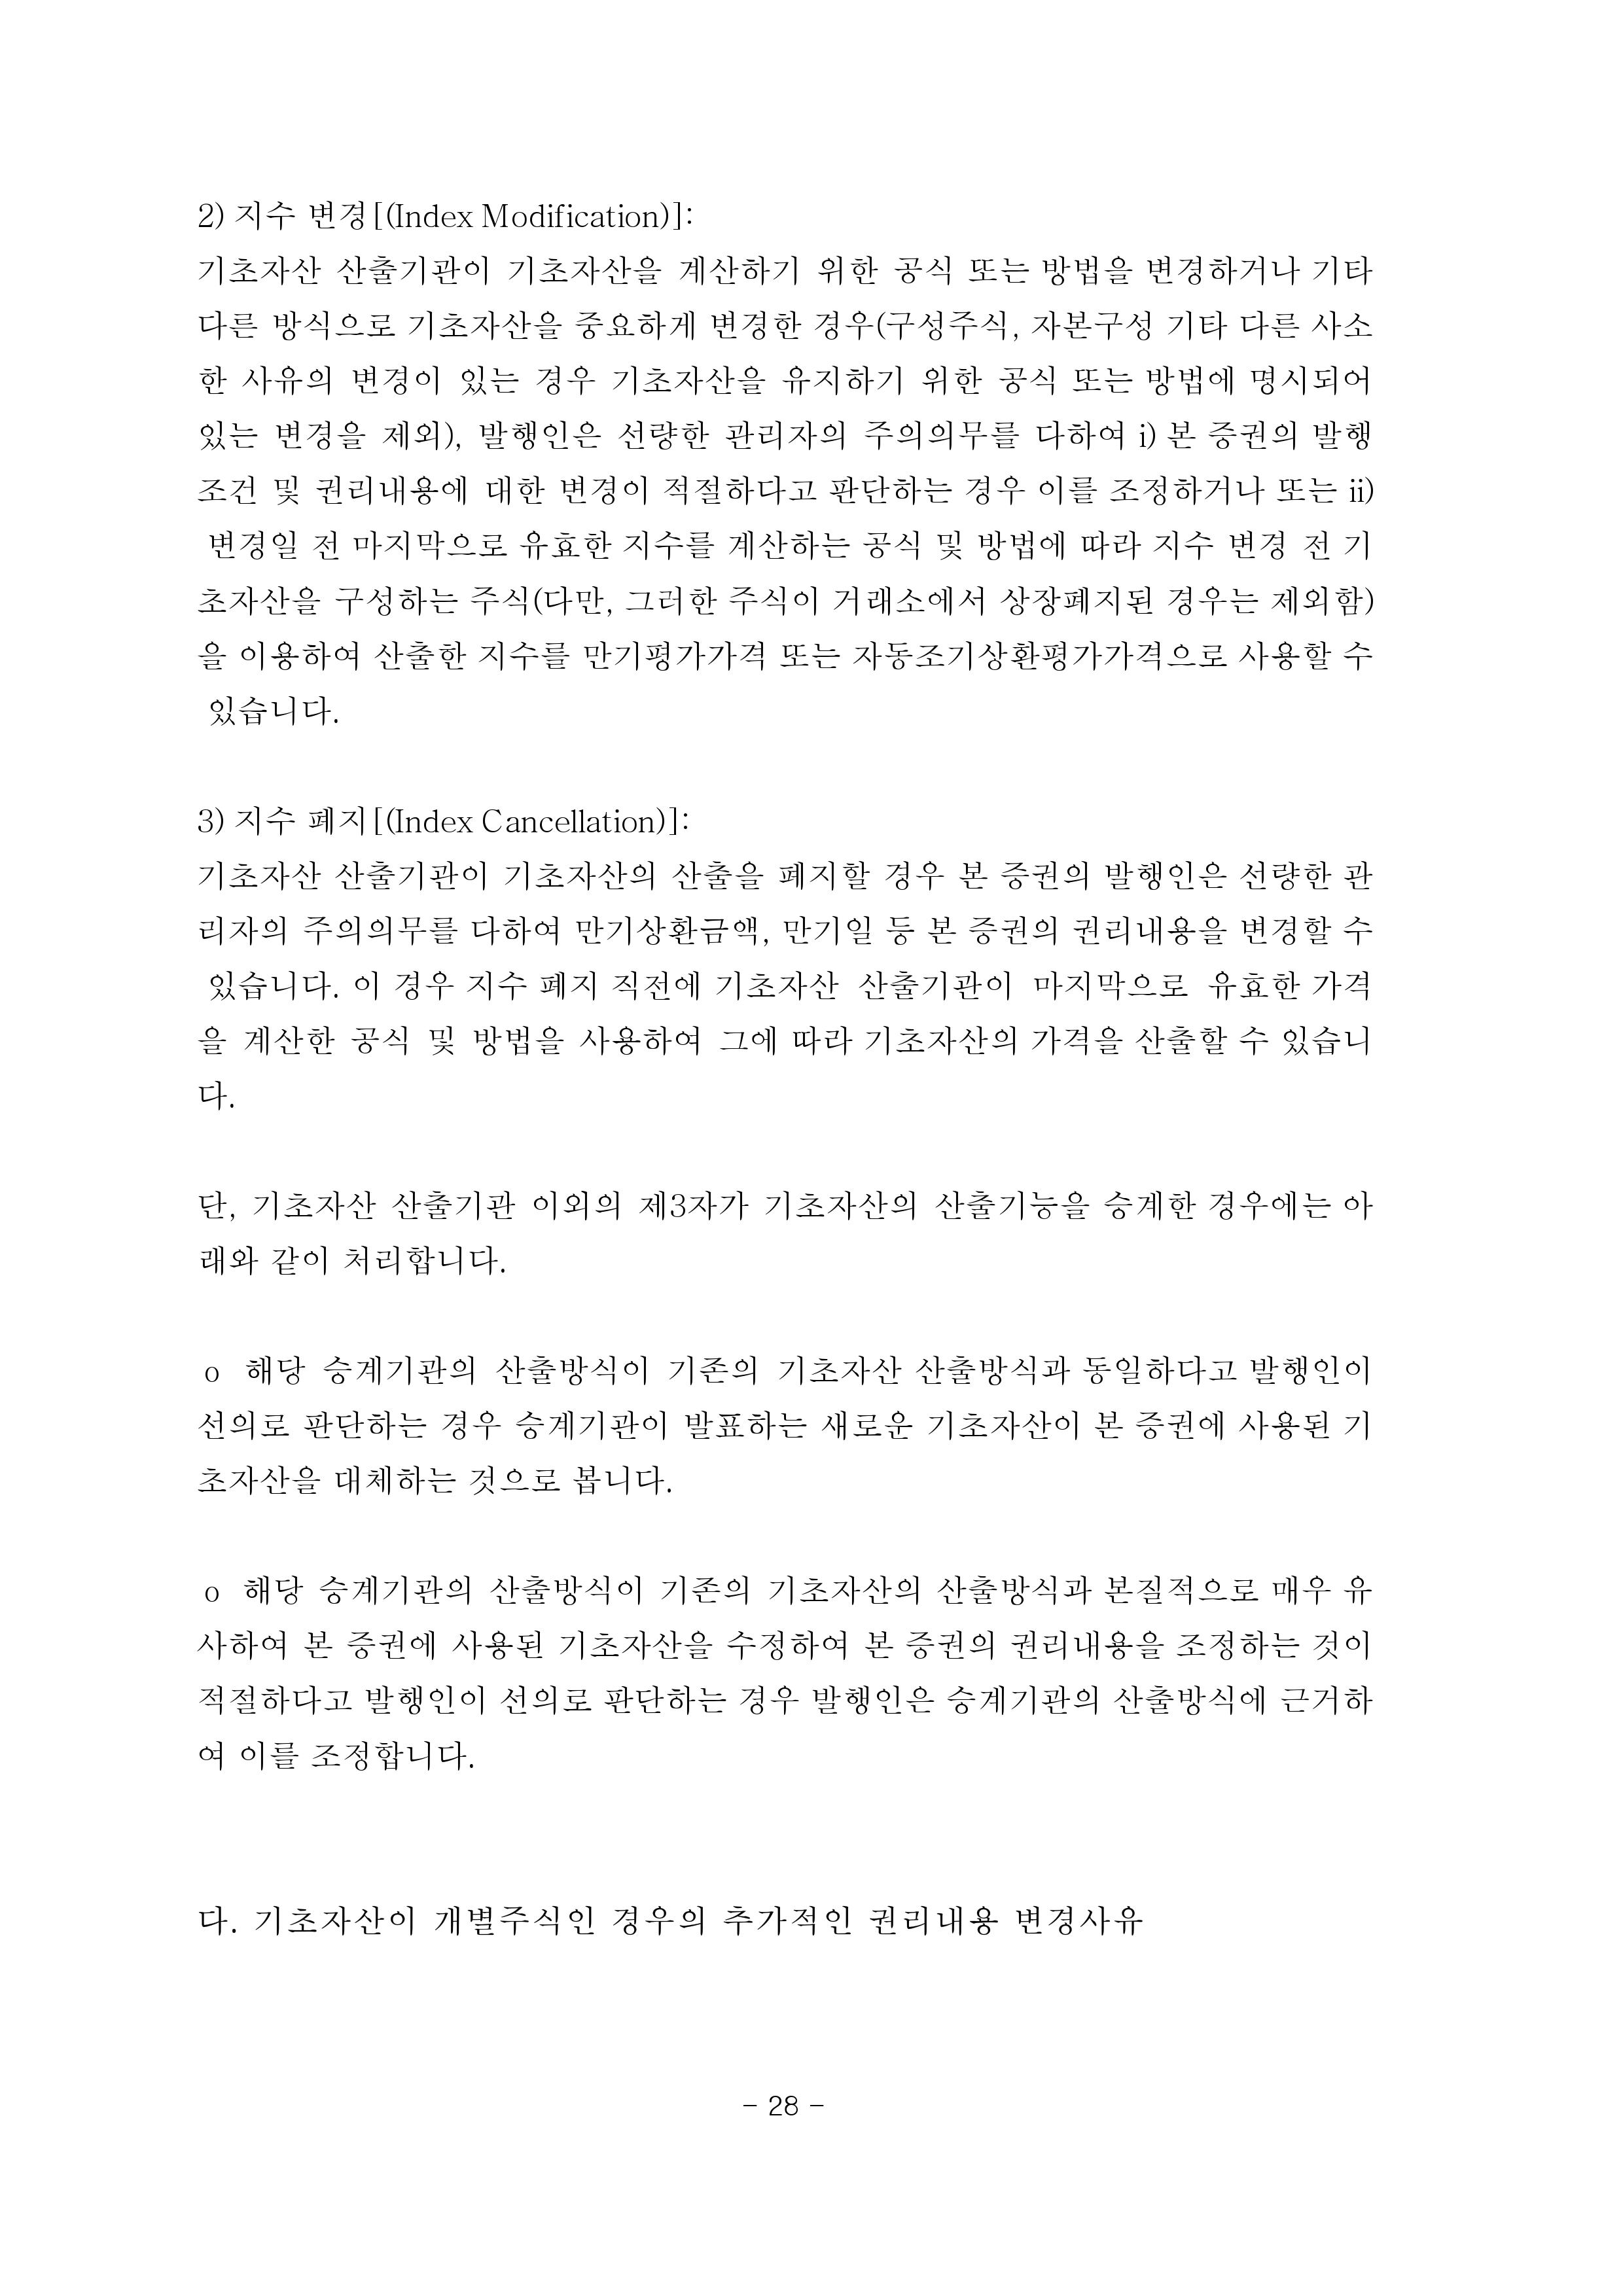 2) 지수 변경[(Index Modification)]:
기초자산 산출기관이 기초자산을 계산하기 위한 공식 또는 방법을 변경하거나 기타
다른 방식으로 기초자산을 중요하게 변경한 경우(구성주식, 자본구성 기타 다른 사소
한 사유의 변경이 있는 경우 기초자산을 유지하기 위한 공식 또는 방법에 명시되어
있는 변경을 제외), 발행인은 선량한 관리자의 주의의무를 다하여 i) 본 증권의 발행
조건 및 권리내용에 대한 변경이 적절하다고 판단하는 경우 이를 조정하거나 또는 ii)
변경일 전 마지막으로 유효한 지수를 계산하는 공식 및 방법에 따라 지수 변경 전 기
초자산을 구성하는 주식(다만, 그러한 주식이 거래소에서 상장폐지된 경우는 제외함)
을 이용하여 산출한 지수를 만기평가가격 또는 자동조기상환평가가격으로 사용할 수
있습니다.
3) 지수 폐지[(Index Cancellation)]:
기초자산 산출기관이 기초자산의 산출을 폐지할 경우 본 증권의 발행인은 선량한 관
리자의 주의의무를 다하여 만기상환금액, 만기일 등 본 증권의 권리내용을 변경할 수
있습니다. 이 경우 지수 폐지 직전에 기초자산 산출기관이 마지막으로 유효한 가격
을 계산한 공식 및 방법을 사용하여 그에 따라 기초자산의 가격을 산출할 수 있습니
다.
단, 기초자산 산출기관 이외의 제3자가 기초자산의 산출기능을 승계한 경우에는 아
래와 같이 처리합니다.
o 해당 승계기관의 산출방식이 기존의 기초자산 산출방식과 동일하다고 발행인이
선의로 판단하는 경우 승계기관이 발표하는 새로운 기초자산이 본 증권에 사용된 기
초자산을 대체하는 것으로 봅니다.
o 해당 승계기관의 산출방식이 기존의 기초자산의 산출방식과 본질적으로 매우 유
사하여 본 증권에 사용된 기초자산을 수정하여 본 증권의 권리내용을 조정하는 것이
적절하다고 발행인이 선의로 판단하는 경우 발행인은 승계기관의 산출방식에 근거하
여 이를 조정합니다.
다. 기초자산이 개별주식인 경우의 추가적인 권리내용 변경사유
- 28 -